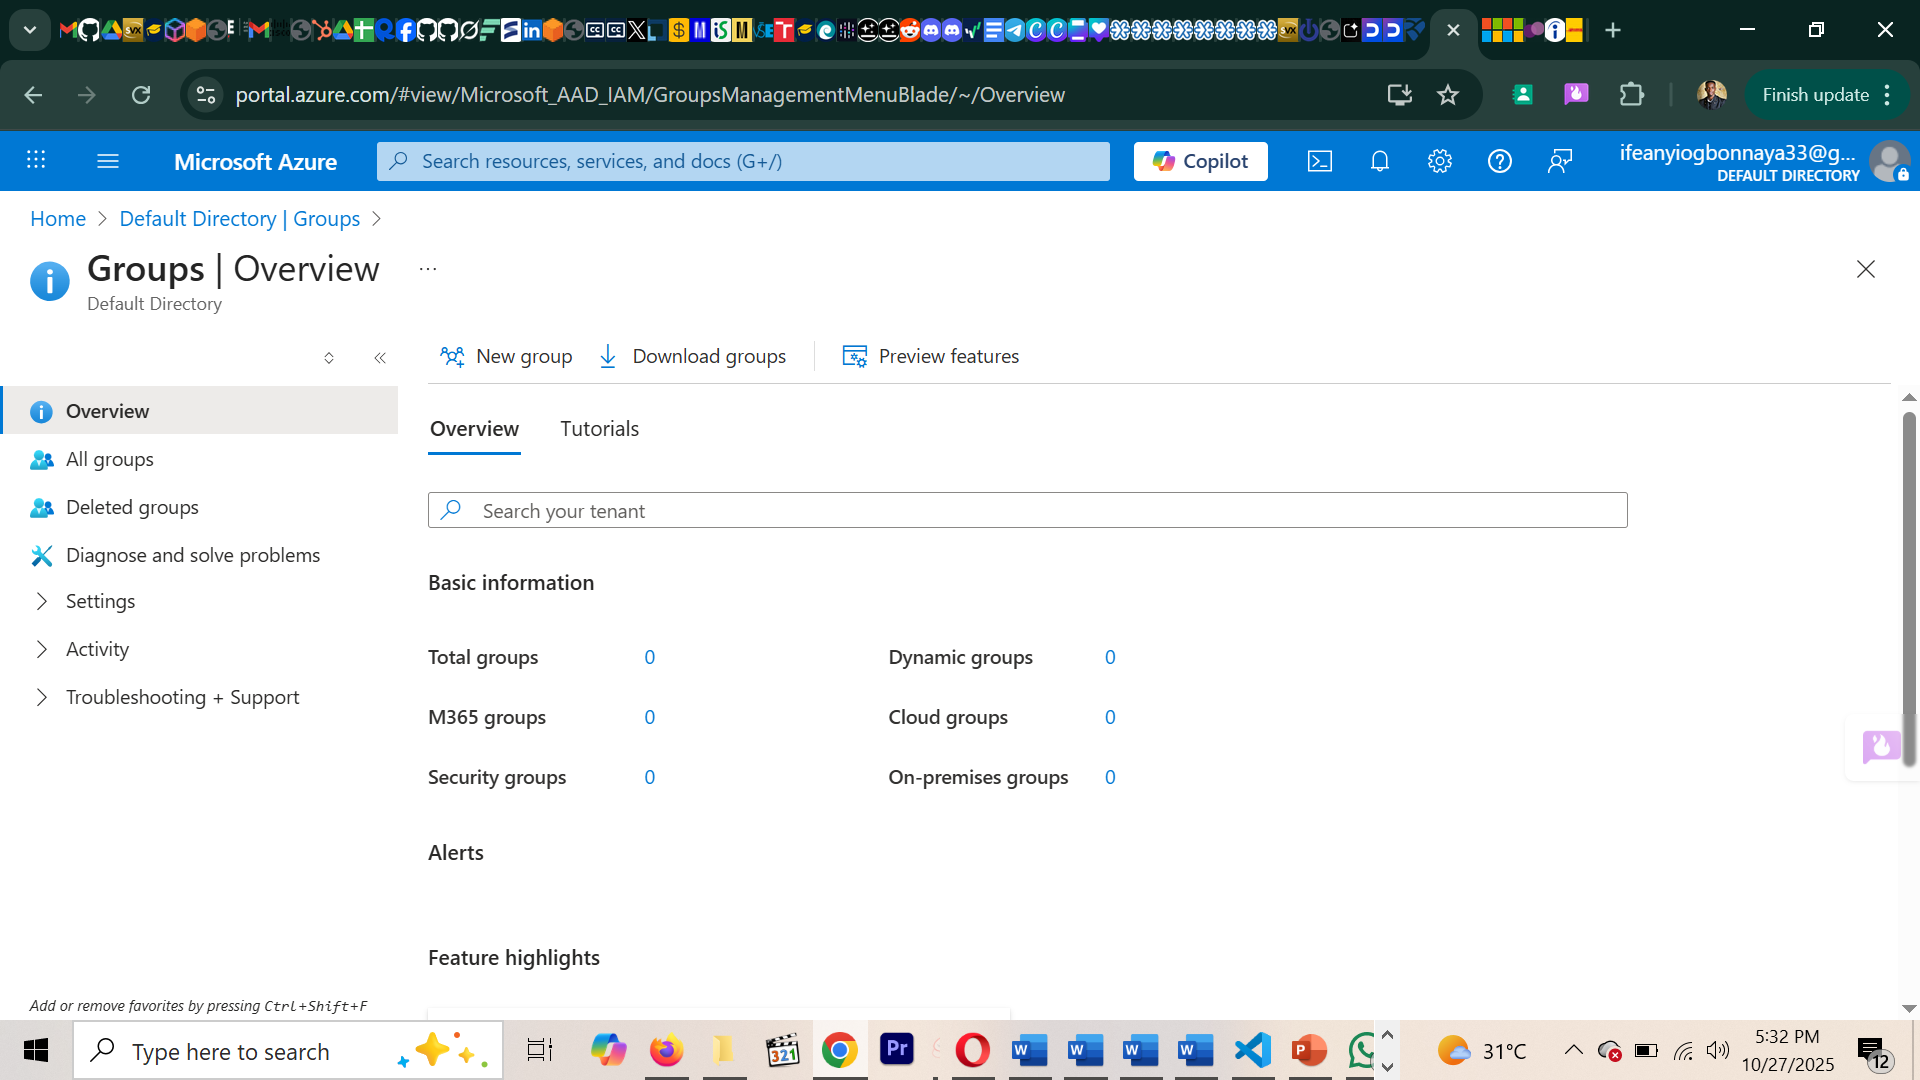 portal.azure.com/#view/Microsoft_AAD_IAM/GroupsManagementMenuBlade/~/Overview
Finish update
Microsoft Azure
Search resources, services, and docs (G+/)
Copilot
ifeanyiogbonnaya33@g...
DEFAULT DIRECTORY
Home > Default Directory | Groups >
Groups | Overview ...
Default Directory
New group
Download groups
Preview features
Overview
All groups
Deleted groups
Diagnose and solve problems
Settings
Activity
Troubleshooting + Support
Add or remove favorites by pressing Ctrl+Shift+F
Overview
Tutorials
Search your tenant
Basic information
Total groups 0
Dynamic groups 0
M365 groups 0
Cloud groups 0
Security groups 0
On-premises groups 0
Alerts
Feature highlights
Type here to search
31°C
5:32 PM
10/27/2025
12